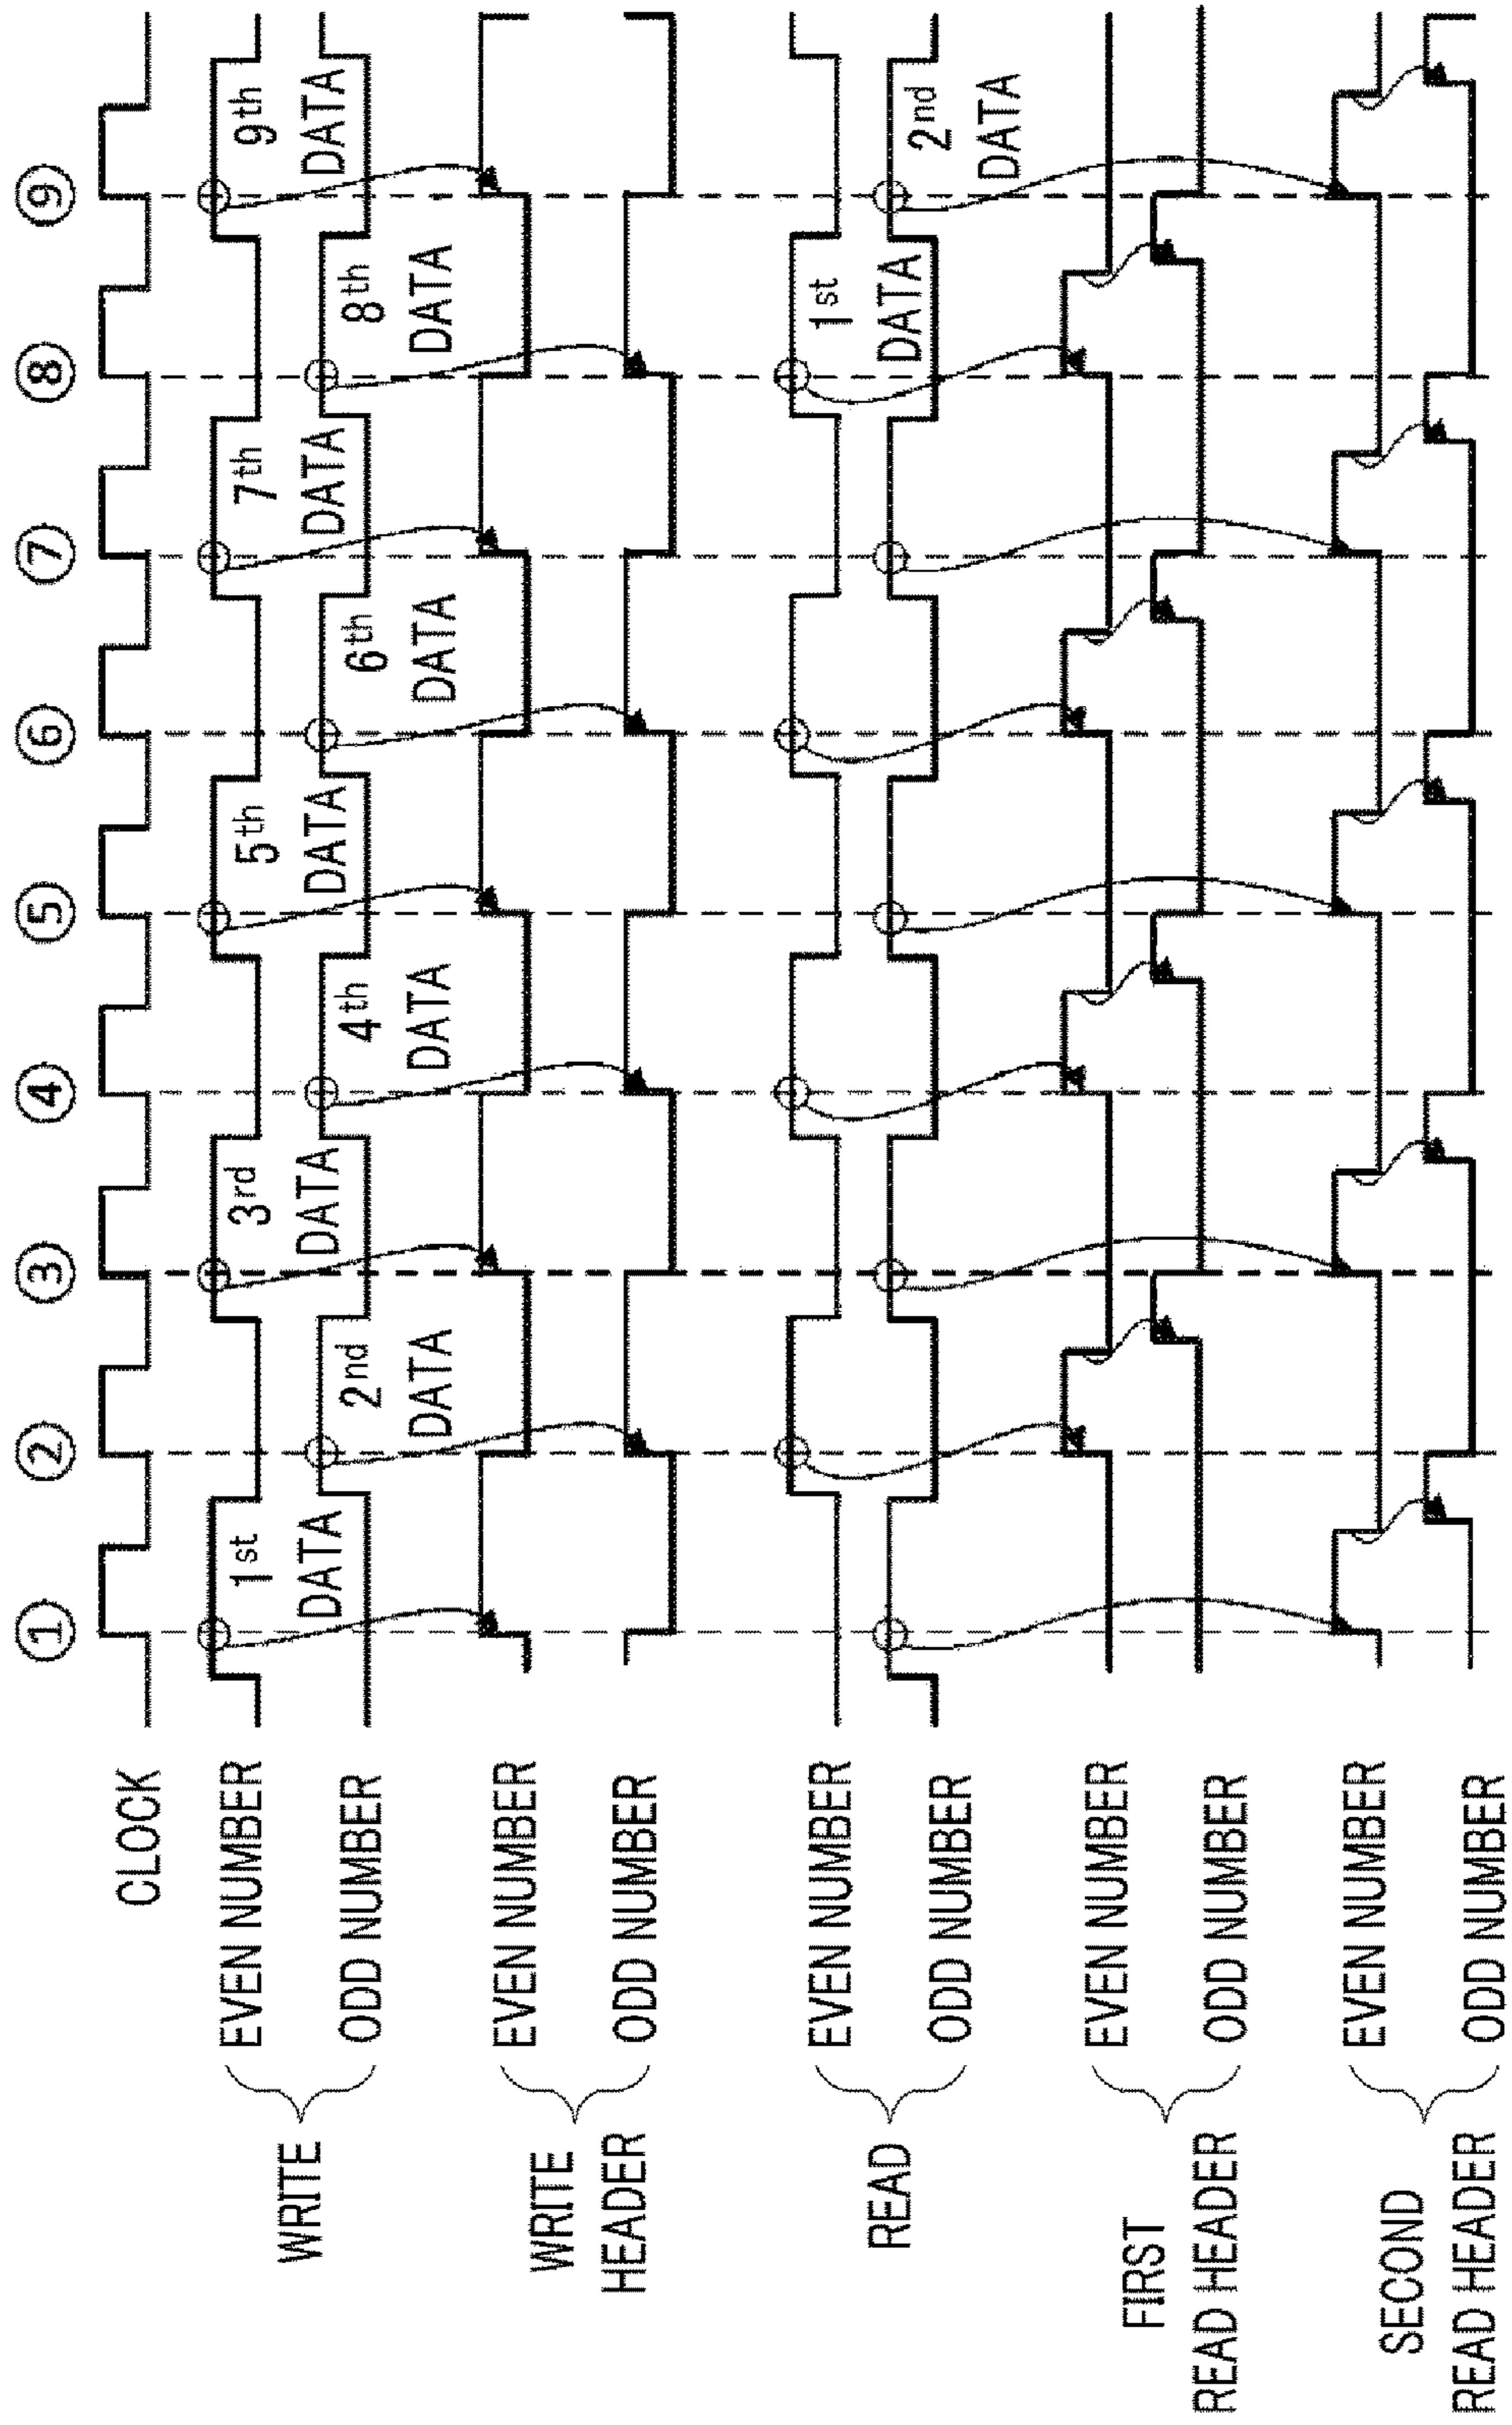 ① ② ③ ④ ⑤ ⑥ ⑦ ⑧ ⑨
CLOCK
WRITE
EVEN NUMBER
1st DATA
3rd DATA
5th DATA
7th DATA
9th DATA
ODD NUMBER
2nd DATA
4th DATA
6th DATA
8th DATA
WRITE HEADER
EVEN NUMBER
ODD NUMBER
READ
EVEN NUMBER
1st DATA
ODD NUMBER
2nd DATA
FIRST READ HEADER
EVEN NUMBER
ODD NUMBER
SECOND READ HEADER
EVEN NUMBER
ODD NUMBER